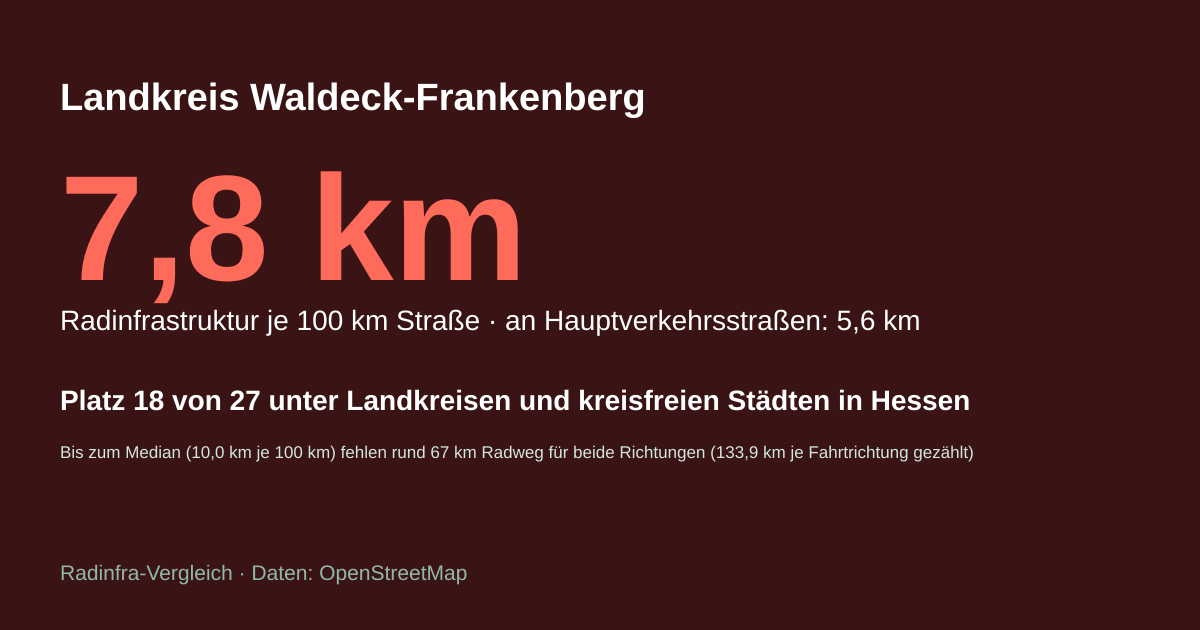 Landkreis Waldeck-Frankenberg
7,8 km
Radinfrastruktur je 100 km Straße · an Hauptverkehrsstraßen: 5,6 km
Platz 18 von 27 unter Landkreisen und kreisfreien Städten in Hessen
Bis zum Median (10,0 km je 100 km) fehlen rund 67 km Radweg für beide Richtungen (133,9 km je Fahrtrichtung gezählt)
Radinfra-Vergleich · Daten: OpenStreetMap